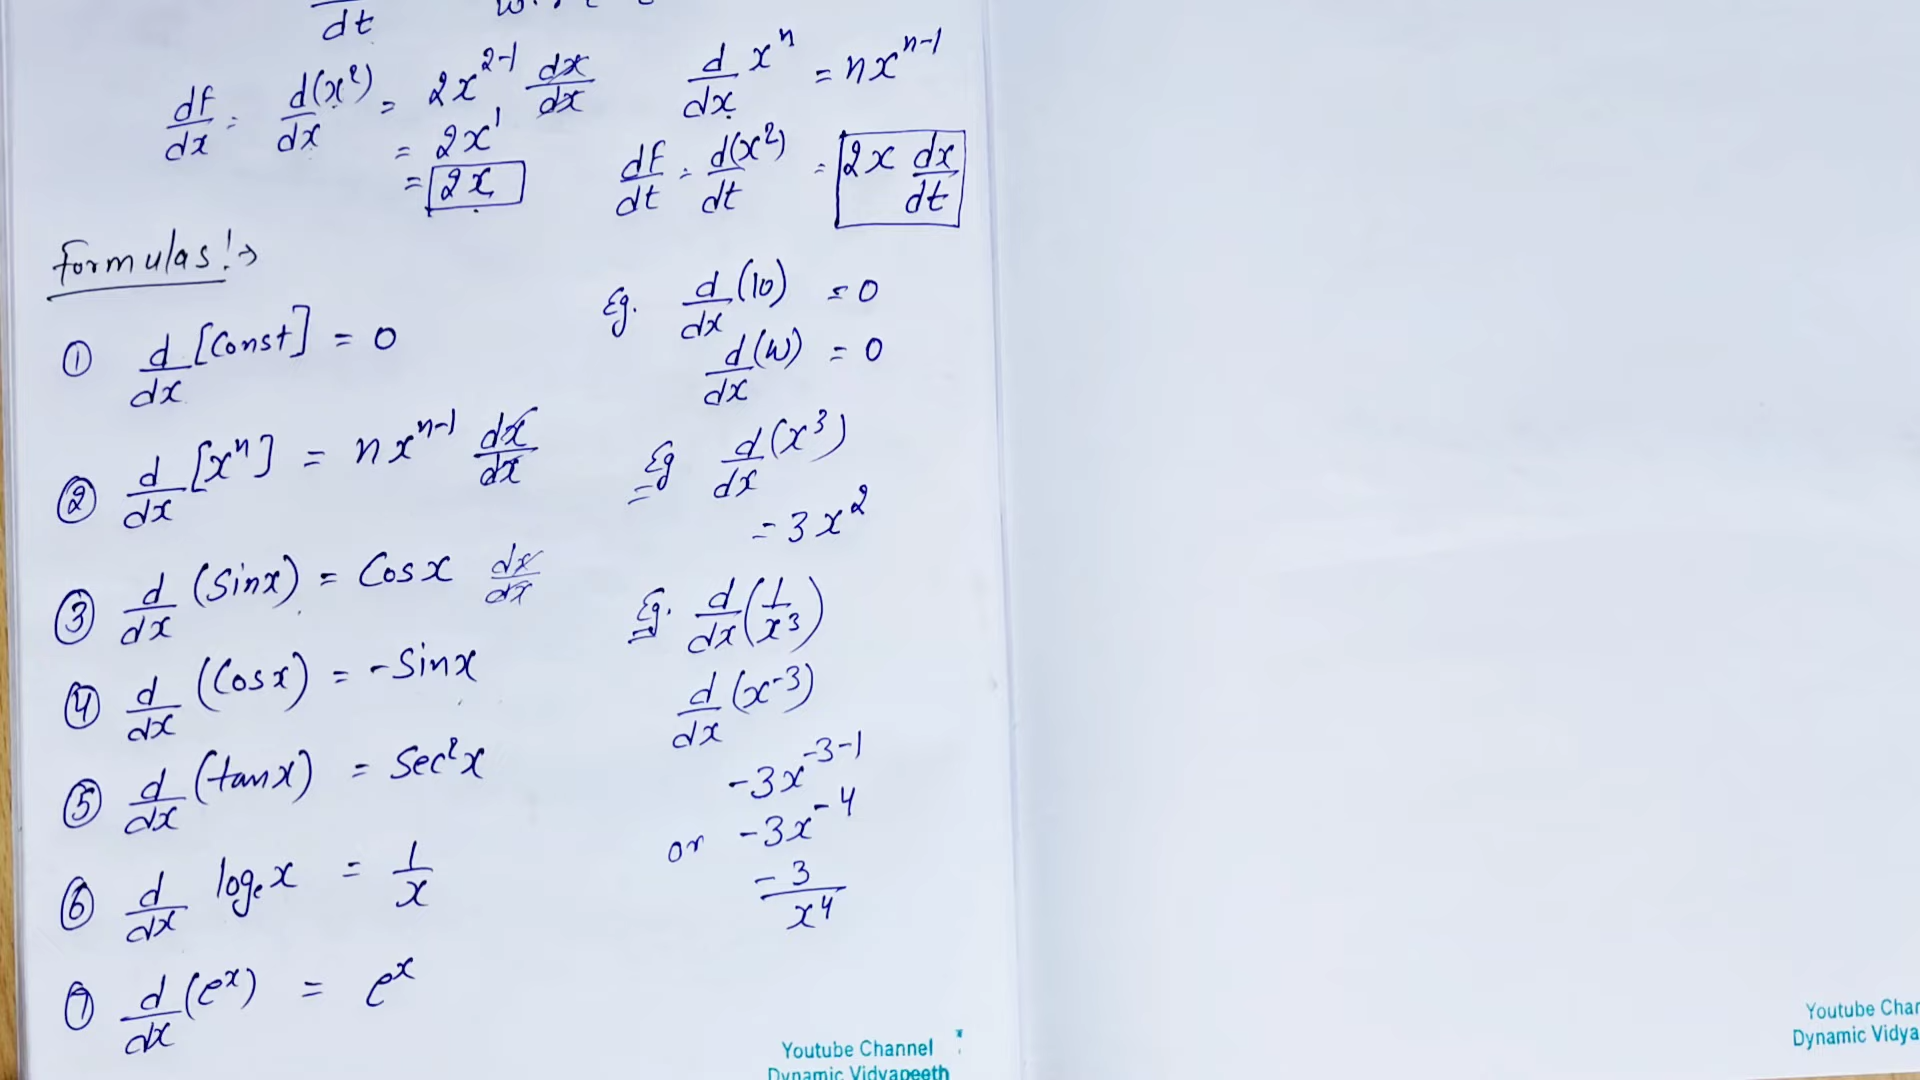 dt
df/dx = d(x²)/dx = 2x²⁻¹ dx/dx
= 2x¹
= 2x
d/dx xⁿ = nxⁿ⁻¹
df/dt = d(x²)/dt = 2x dx/dt
Formulas!→
① d/dx [Const] = 0
Eg. d/dx (10) = 0
d/dx (W) = 0
② d/dx [xⁿ] = nxⁿ⁻¹ dx/dx
Eg d/dx (x³)
= 3x²
③ d/dx (Sinx) = Cosx dx/dx
Eg. d/dx (1/x³)
d/dx (x⁻³)
-3x⁻³⁻¹
or -3x⁻⁴
-3/x⁴
④ d/dx (Cosx) = -Sinx
⑤ d/dx (tanx) = Sec²x
⑥ d/dx logₑx = 1/x
⑦ d/dx (eˣ) = eˣ
Youtube Channel
Dynamic Vidyapeeth
Youtube Chan
Dynamic Vidya